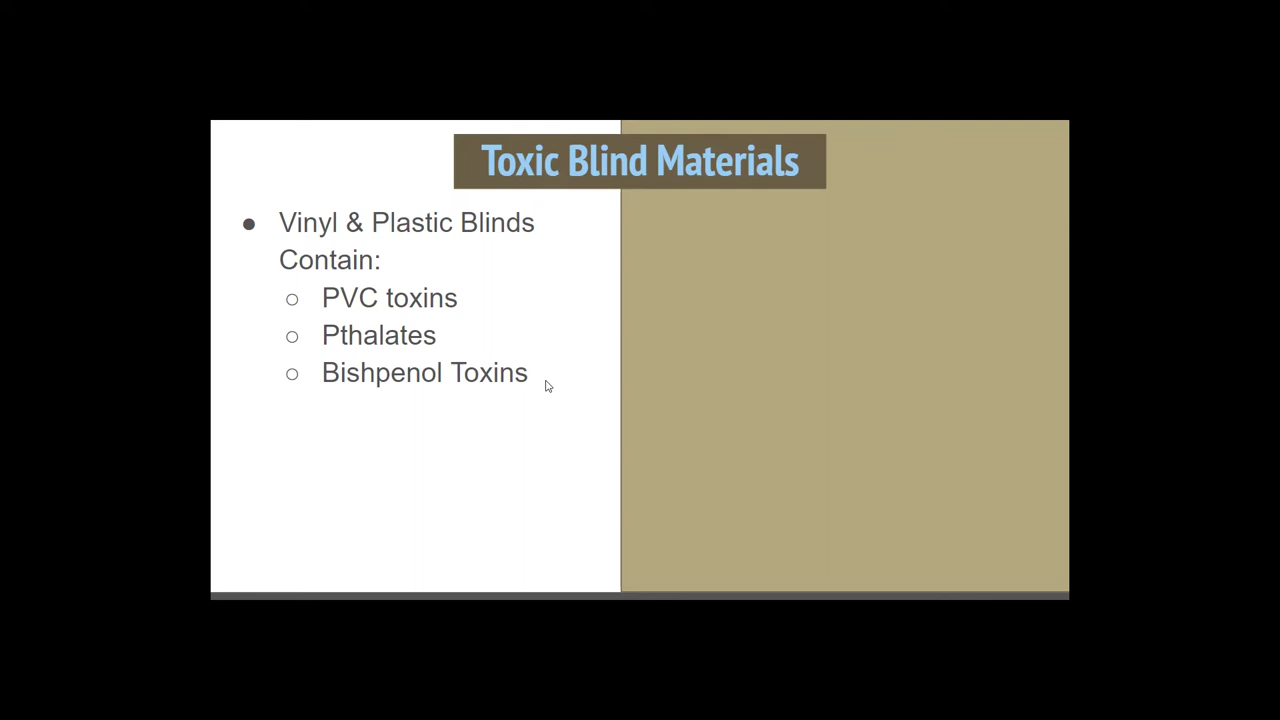 Toxic Blind Materials
● Vinyl & Plastic Blinds
Contain:
○ PVC toxins
○ Pthalates
○ Bishpenol Toxins